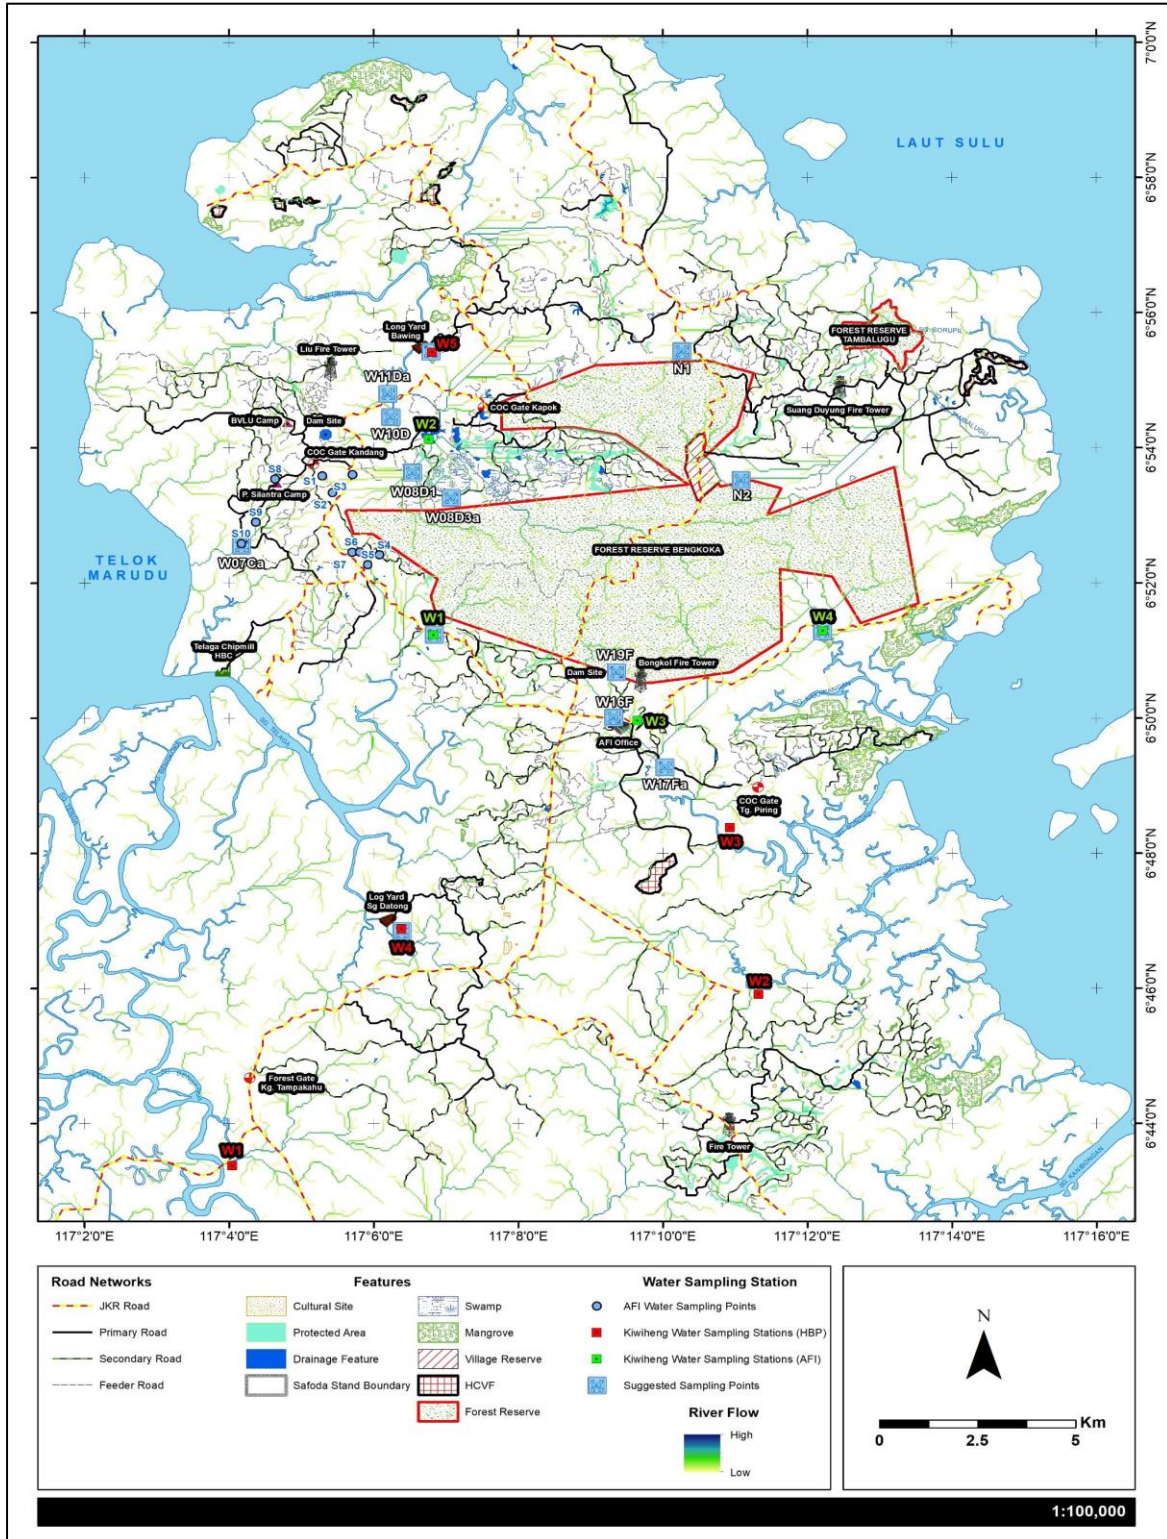 7°0'0"N
LAUT SULU
6°58'0"N
6°56'0"N
Long Yard
Bawing
W5
Liu Fire Tower
N1
FOREST RESERVE
TAMBALUGU
W11Da
W10D
W2
COC Gate Kapok
Suang Duyung Fire Tower
BVLU Camp
Dam Site
COC Gate Kandang
6°54'0"N
S8
S1
S3
P. Silantra Camp
S2
W08D1
W08D3a
N2
S9
S10
W07Ca
S6
S4
S5
S7
FOREST RESERVE BENGKOKA
TELOK
MARUDU
6°52'0"N
W1
W4
Telaga Chipmill
HBC
Dam Site
W19F
Bongkol Fire Tower
W16F
W3
6°50'0"N
AFI Office
SG. TELAGA
W17Fa
COC Gate
Tg. Piring
W3
6°48'0"N
Log Yard
Sg Datong
W4
W2
6°46'0"N
Forest Gate
Kg. Tampakahu
6°44'0"N
W1
Fire Tower
SG. KANIBONGAN
117°2'0"E
117°4'0"E
117°6'0"E
117°8'0"E
117°10'0"E
117°12'0"E
117°14'0"E
117°16'0"E
Road Networks
JKR Road
Primary Road
Secondary Road
Feeder Road
Features
Cultural Site
Protected Area
Drainage Feature
Safoda Stand Boundary
Swamp
Mangrove
Village Reserve
HCVF
Forest Reserve
Water Sampling Station
AFI Water Sampling Points
Kiwiheng Water Sampling Stations (HBP)
Kiwiheng Water Sampling Stations (AFI)
Suggested Sampling Points
River Flow
High
Low
N
Km
0
2.5
5
1:100,000